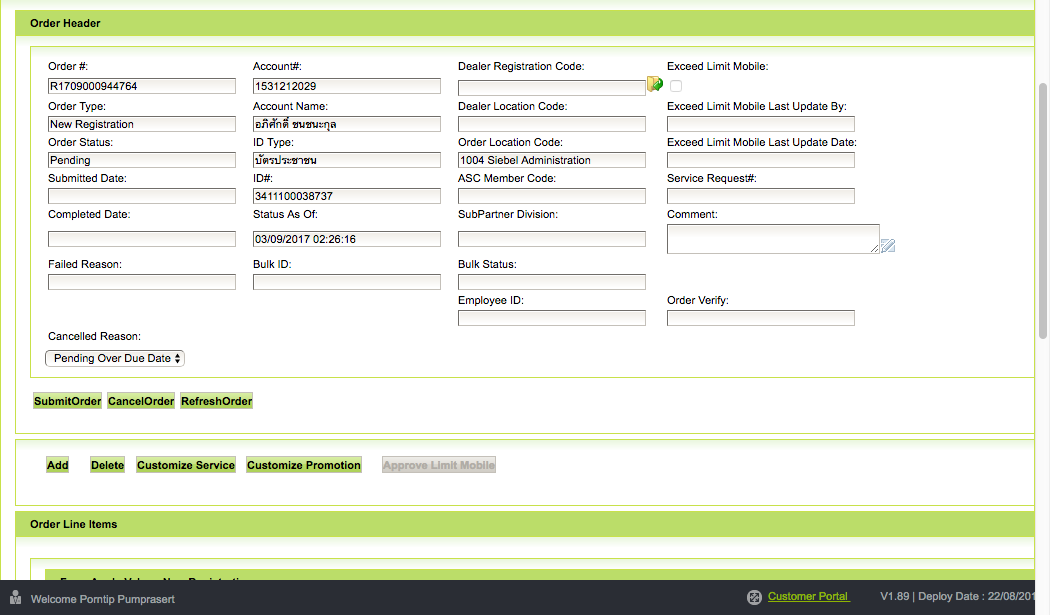 Order Header
Order #: Account#: Dealer Registration Code: Exceed Limit Mobile:
R1709000944764 1531212029
Order Type: Account Name: Dealer Location Code: Exceed Limit Mobile Last Update By:
New Registration อภิศักดิ์ ชนชนะกุล
Order Status: ID Type: Order Location Code: Exceed Limit Mobile Last Update Date:
Pending บัตรประชาชน 1004 Siebel Administration
Submitted Date: ID#: ASC Member Code: Service Request#:
3411100038737
Completed Date: Status As Of: SubPartner Division: Comment:
03/09/2017 02:26:16
Failed Reason: Bulk ID: Bulk Status:
Employee ID: Order Verify:
Cancelled Reason:
Pending Over Due Date
SubmitOrder CancelOrder RefreshOrder
Add Delete Customize Service Customize Promotion Approve Limit Mobile
Order Line Items
Welcome Porntip Pumprasert Customer Portal V1.89 | Deploy Date : 22/08/201